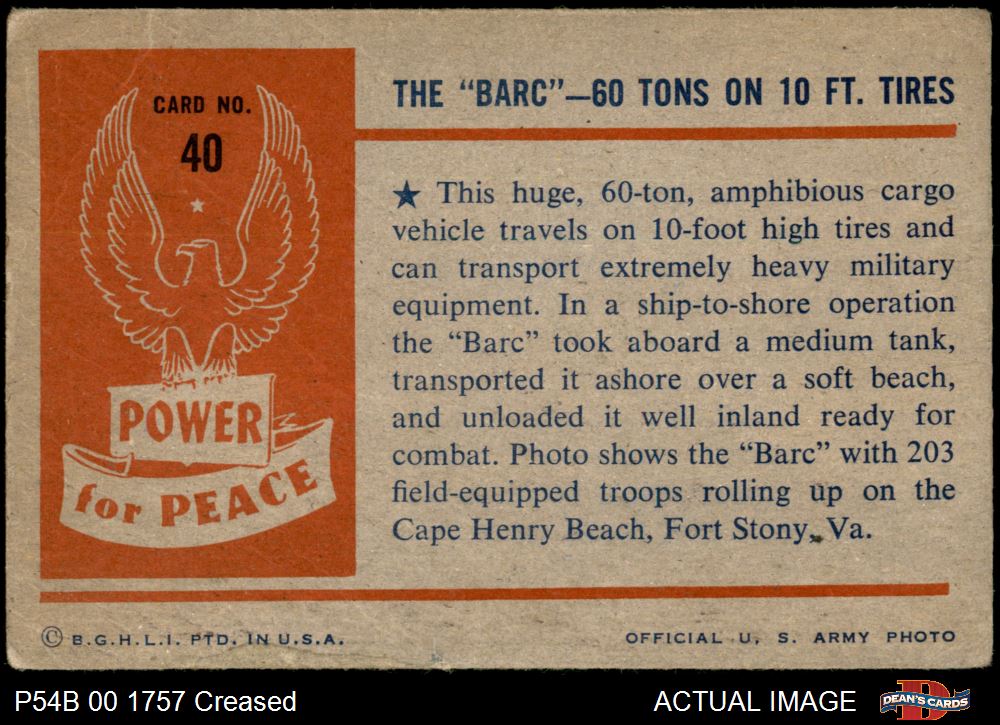 CARD NO.
40
POWER
for PEACE
THE “BARC”—60 TONS ON 10 FT. TIRES
★ This huge, 60-ton, amphibious cargo
vehicle travels on 10-foot high tires and
can transport extremely heavy military
equipment. In a ship-to-shore operation
the “Barc” took aboard a medium tank,
transported it ashore over a soft beach,
and unloaded it well inland ready for
combat. Photo shows the “Barc” with 203
field-equipped troops rolling up on the
Cape Henry Beach, Fort Stony, Va.
© B.G.H.L.I. PTD. IN U.S.A.
OFFICIAL U. S. ARMY PHOTO
P54B 00 1757 Creased
ACTUAL IMAGE
D
DEAN'S CARDS